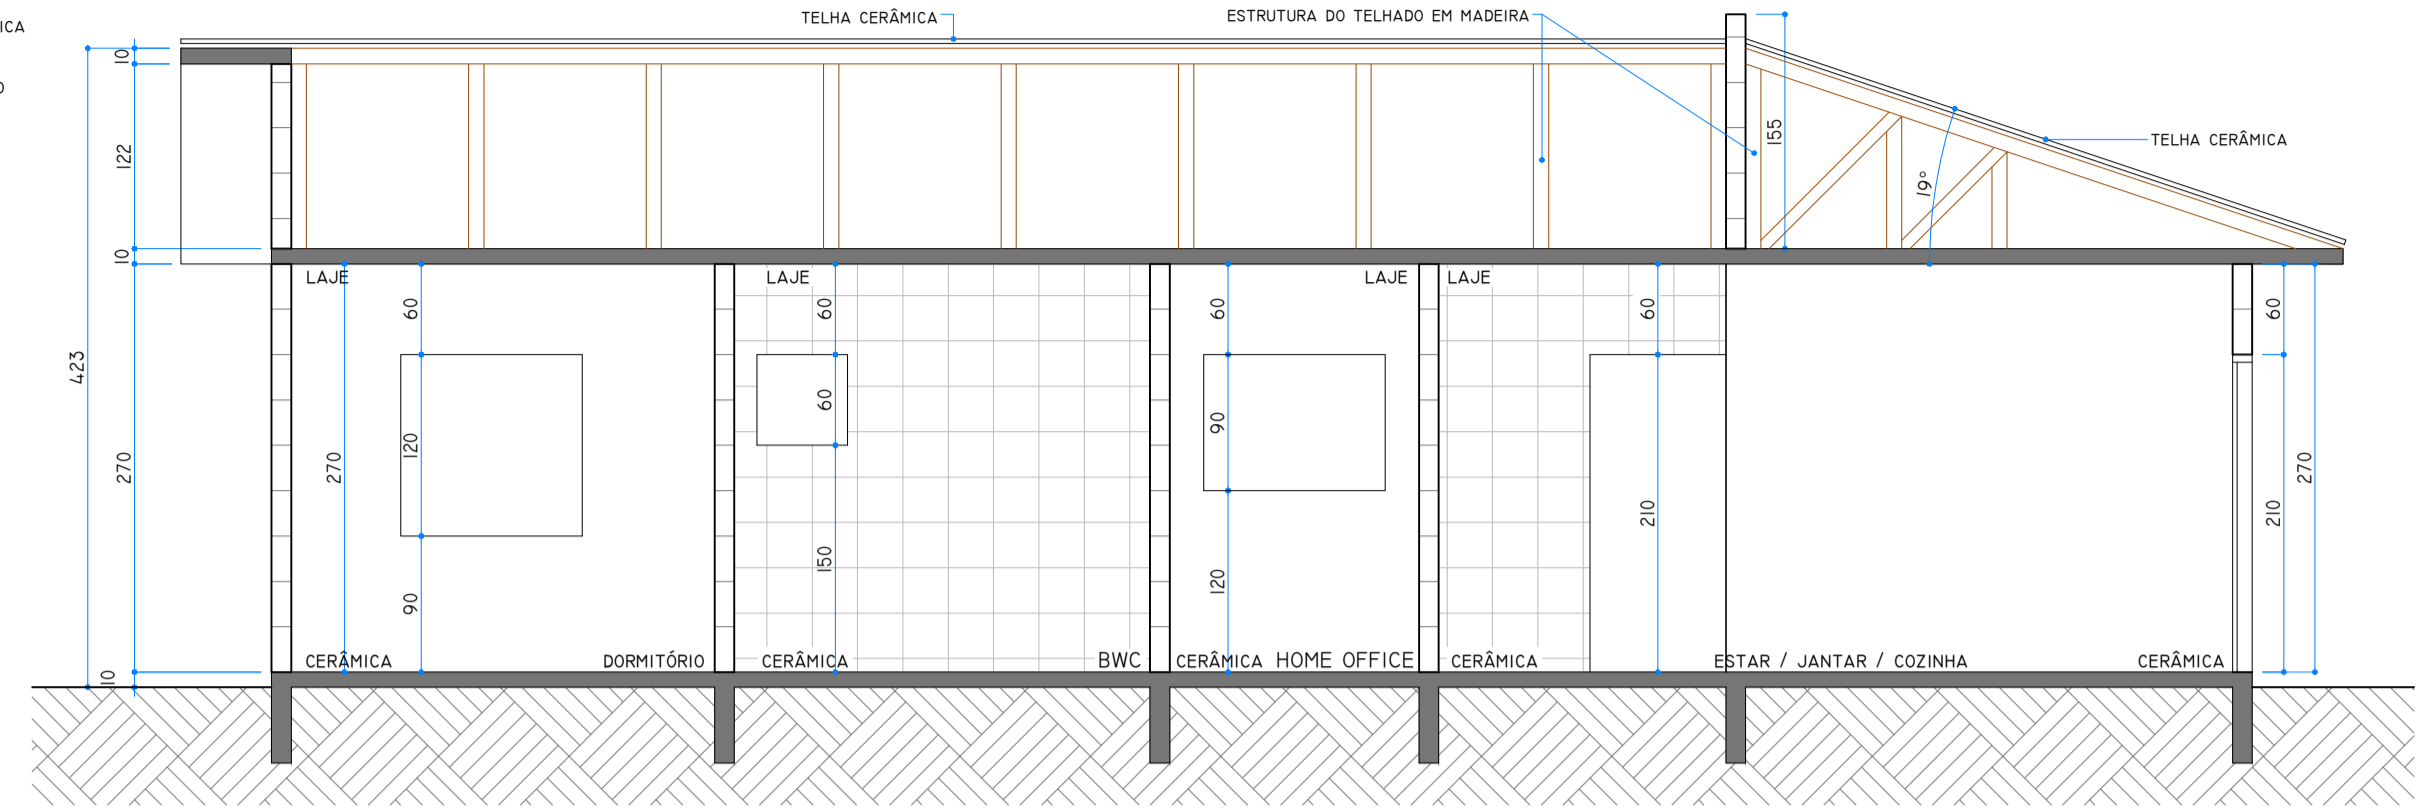 ICA
TELHA CERÂMICA
ESTRUTURA DO TELHADO EM MADEIRA
10
O
122
155
TELHA CERÂMICA
19°
10
LAJE
LAJE
LAJE
LAJE
60
60
60
60
60
423
60
90
120
270
270
270
210
210
150
120
90
CERÂMICA
DORMITÓRIO
CERÂMICA
BWC
CERÂMICA
HOME OFFICE
CERÂMICA
ESTAR / JANTAR / COZINHA
CERÂMICA
10